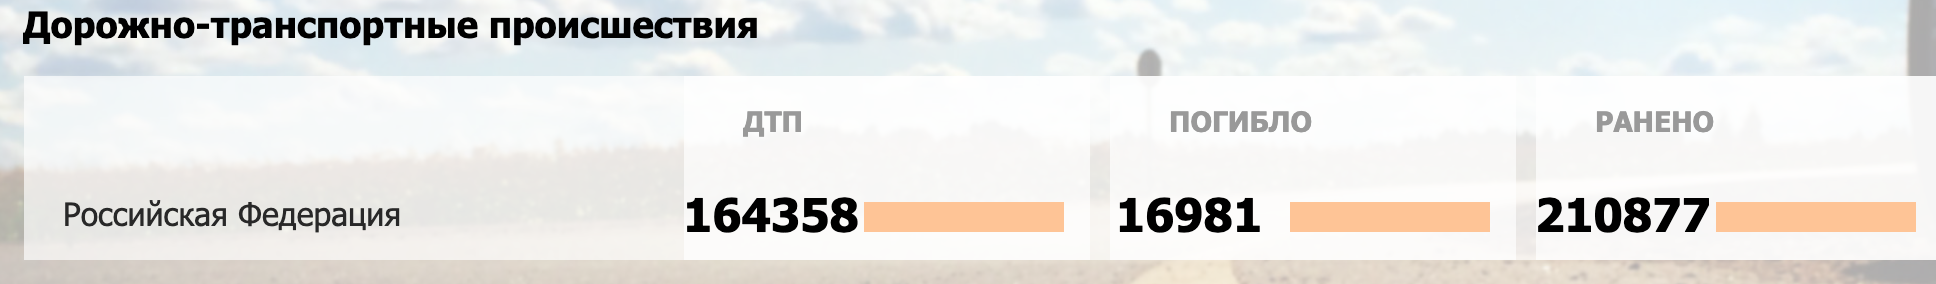 Дорожно-транспортные происшествия
ДТП ПОГИБЛО РАНЕНО
Российская Федерация 164358 16981 210877